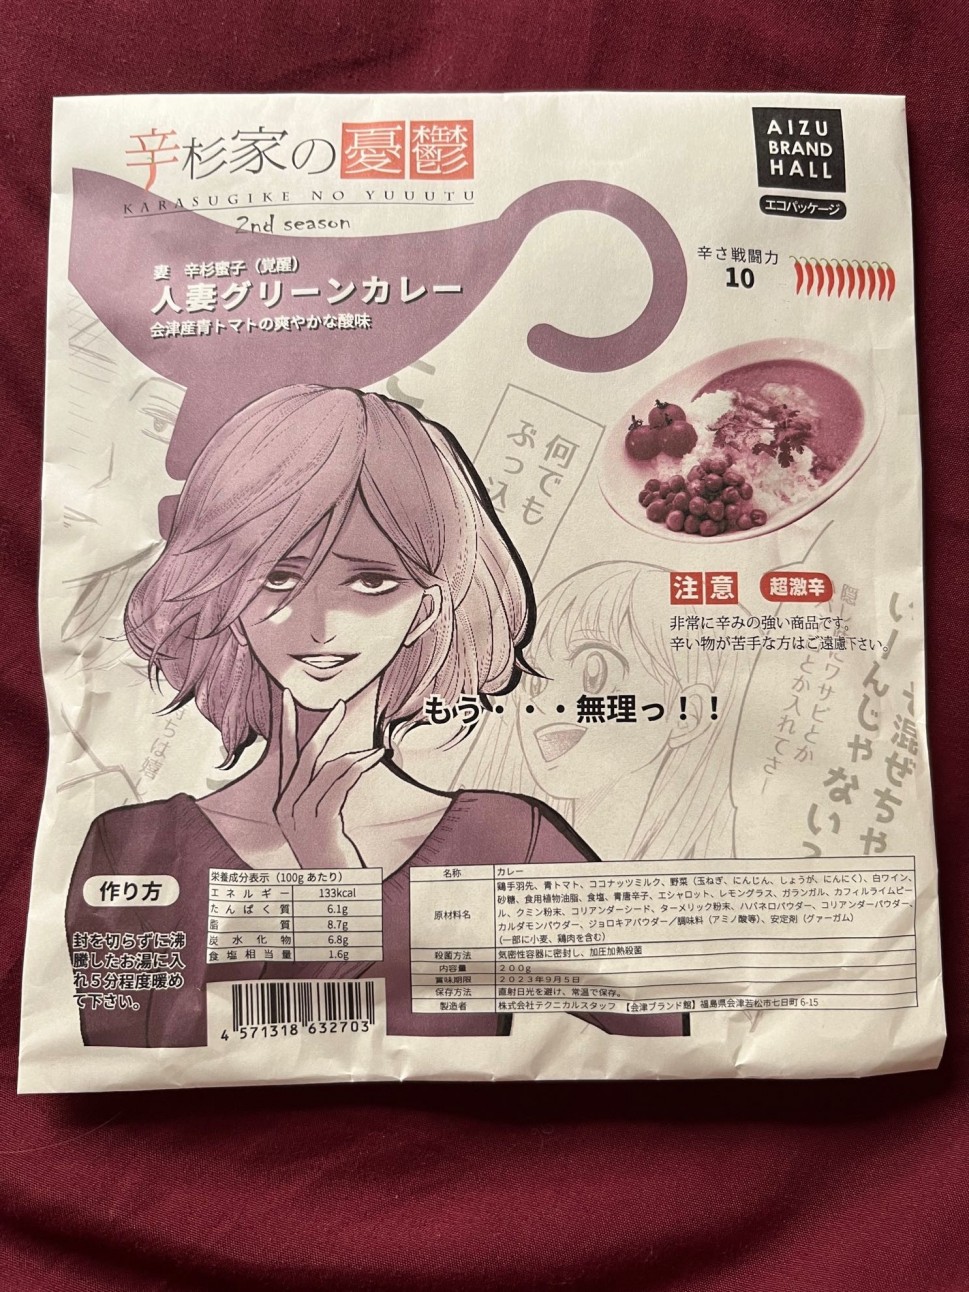 辛杉家の憂鬱
KARASUGIKE NO YUUUTU
2nd season
AIZU
BRAND
HALL
エコパッケージ
妻 辛杉蜜子(覚醒)
人妻グリーンカレー
会津産青トマトの爽やかな酸味
辛さ戦闘力
10
何でも
ぶっ込
注意 超激辛
非常に辛みの強い商品です。
辛い物が苦手な方はご遠慮下さい。
もう・・・無理っ!!
ワサビとか
とか入れてさー
混ぜちゃ
いーんじゃない
作り方
封を切らずに沸
騰したお湯に入
れ5分程度暖め
て下さい。
栄養成分表示(100gあたり)
エネルギー 133kcal
たんぱく質 6.1g
脂質 8.7g
炭水化物 6.8g
食塩相当量 1.6g
4 571318 632703
名称 カレー
原材料名 鶏手羽先、青トマト、ココナッツミルク、野菜(玉ねぎ、にんじん、しょうが、にんにく)、白ワイン、
砂糖、食用植物油脂、食塩、青唐辛子、エシャロット、レモングラス、ガランガル、カフィルライムピー
ル、クミン粉末、コリアンダーシード、ターメリック粉末、ハバネロパウダー、コリアンダーパウダー、
カルダモンパウダー、ジョロキアパウダー/調味料(アミノ酸等)、安定剤(グァーガム)
(一部に小麦、鶏肉を含む)
殺菌方法 気密性容器に密封し、加圧加熱殺菌
内容量 200g
賞味期限 2023年9月5日
保存方法 直射日光を避け、常温で保存。
製造者 株式会社テクニカルスタッフ 【会津ブランド館】福島県会津若松市七日町6-15